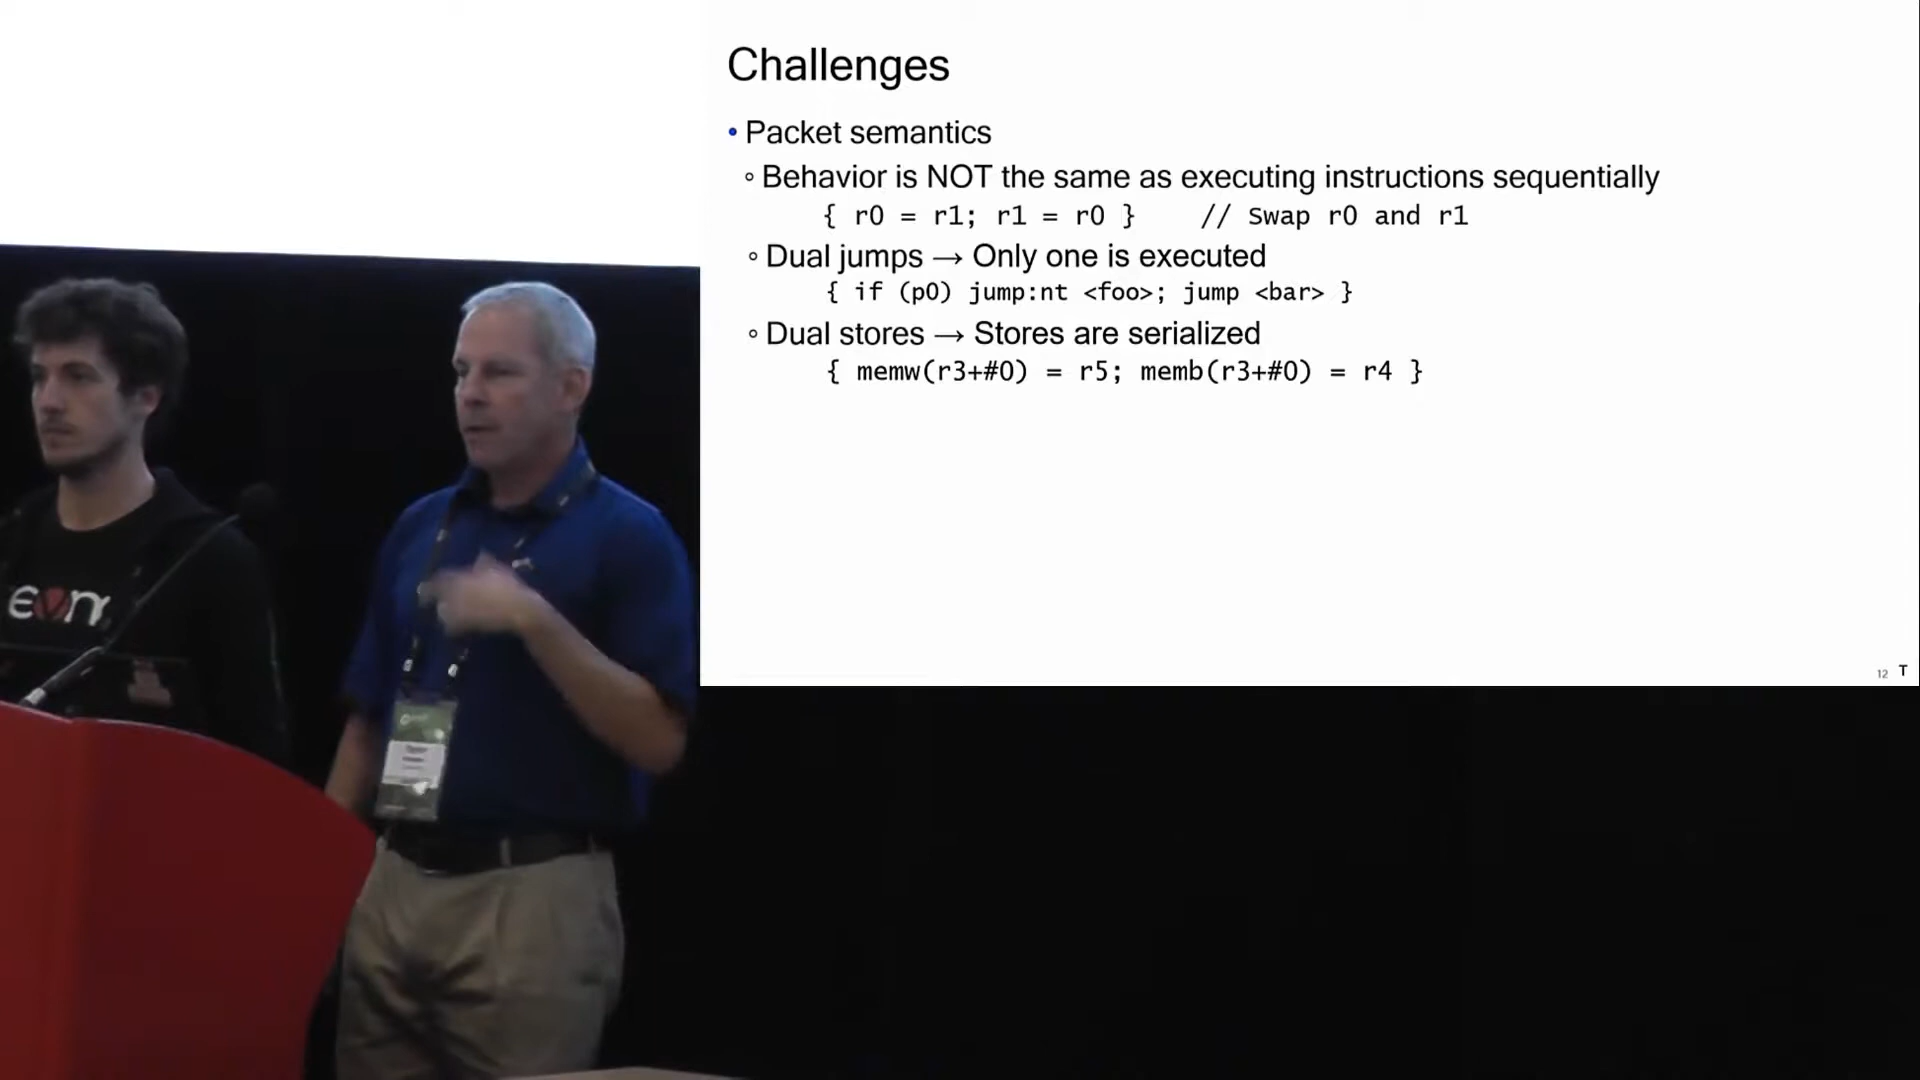 Challenges
• Packet semantics
◦ Behavior is NOT the same as executing instructions sequentially
{ r0 = r1; r1 = r0 } // Swap r0 and r1
◦ Dual jumps → Only one is executed
{ if (p0) jump:nt <foo>; jump <bar> }
◦ Dual stores → Stores are serialized
{ memw(r3+#0) = r5; memb(r3+#0) = r4 }
12 T